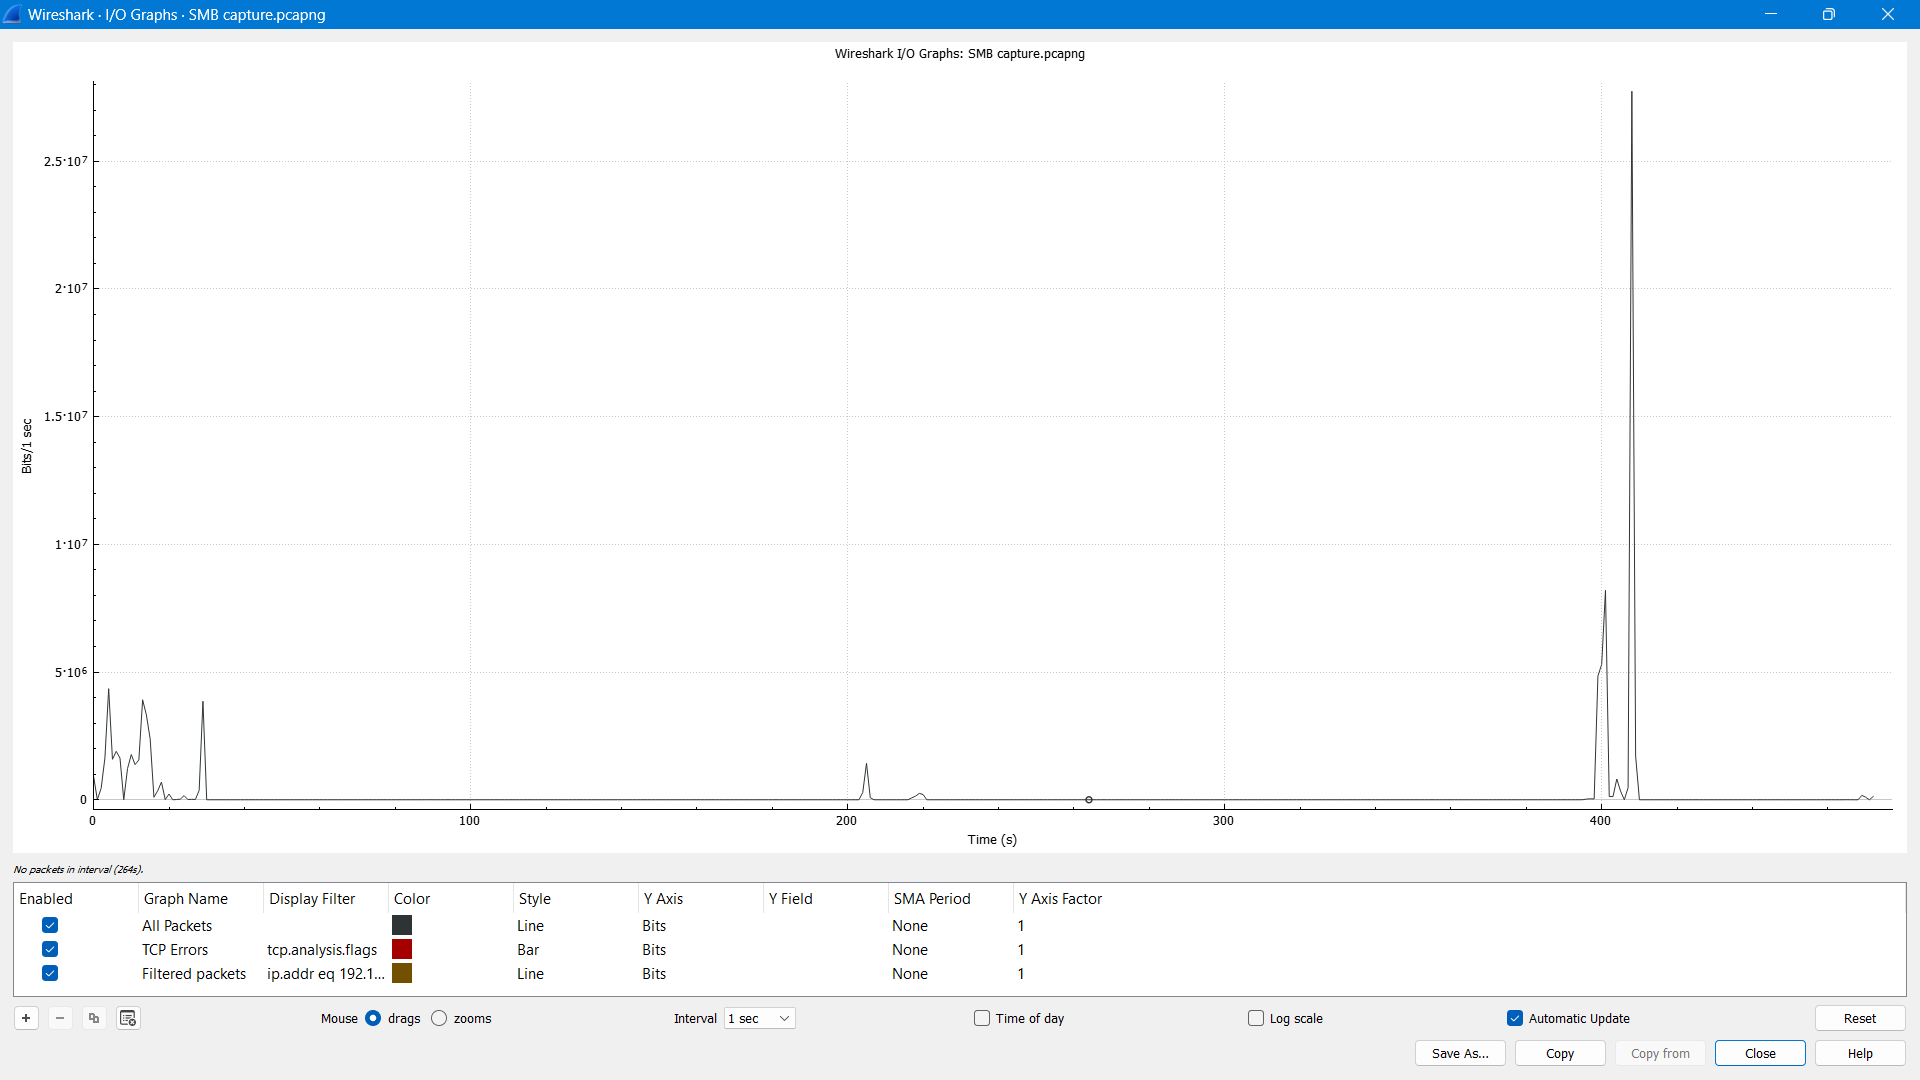 Wireshark · I/O Graphs · SMB capture.pcapng
Wireshark I/O Graphs: SMB capture.pcapng
2.5·10⁷
2·10⁷
1.5·10⁷
1·10⁷
5·10⁶
0
Bits/1 sec
0 100 200 300 400
Time (s)
No packets in interval (264s).
Enabled Graph Name Display Filter Color Style Y Axis Y Field SMA Period Y Axis Factor
All Packets Line Bits None 1
TCP Errors tcp.analysis.flags Bar Bits None 1
Filtered packets ip.addr eq 192.1... Line Bits None 1
+ − Mouse drags zooms Interval 1 sec Time of day Log scale Automatic Update Reset
Save As... Copy Copy from Close Help